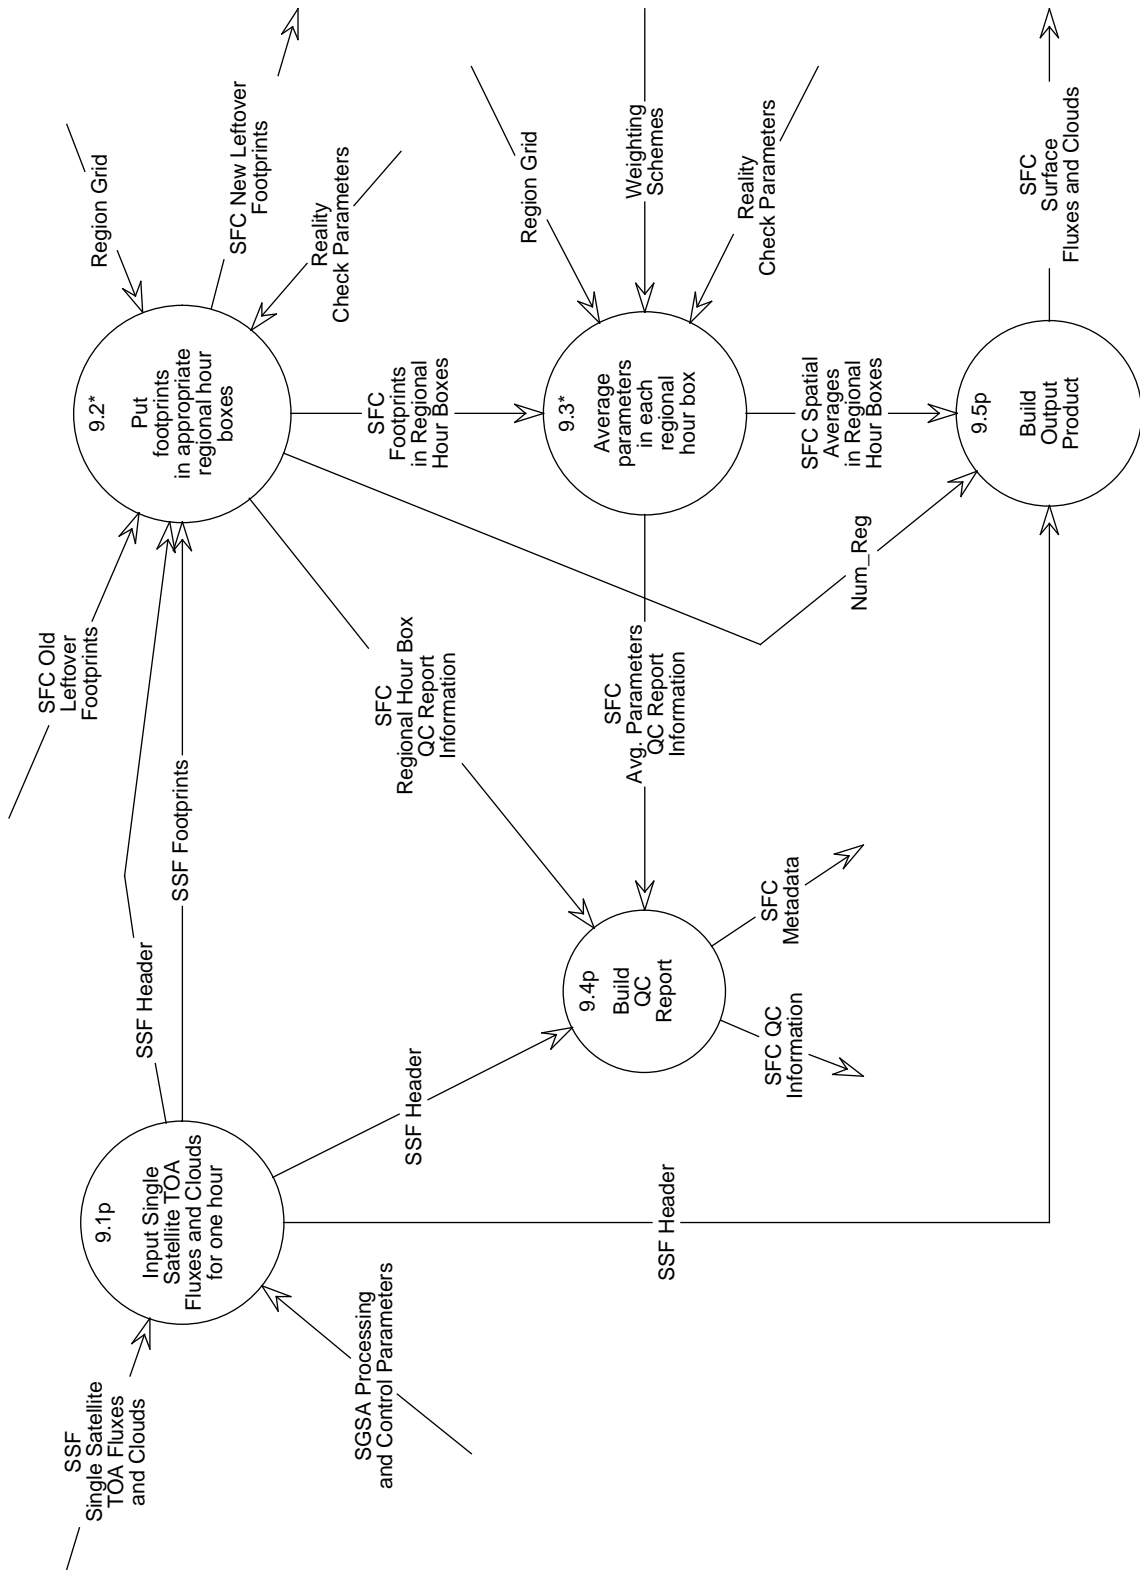 SSF
Single Satellite
TOA Fluxes
and Clouds
SGSA Processing
and Control Parameters
9.1p
Input Single
Satellite TOA
Fluxes and Clouds
for one hour
SSF Header
SSF Footprints
SSF Header
SSF Header
SFC Old
Leftover
Footprints
9.2*
Put
footprints
in appropriate
regional hour
boxes
Region Grid
SFC New Leftover
Footprints
Reality
Check Parameters
SFC
Footprints
in Regional
Hour Boxes
SFC
Regional Hour Box
QC Report
Information
Num_Reg
9.3*
Average
parameters
in each
regional
hour box
Region Grid
Weighting
Schemes
Reality
Check Parameters
SFC
Avg. Parameters
QC Report
Information
SFC Spatial
Averages
in Regional
Hour Boxes
9.4p
Build
QC
Report
SFC QC
Information
SFC
Metadata
9.5p
Build
Output
Product
SFC
Surface
Fluxes and Clouds